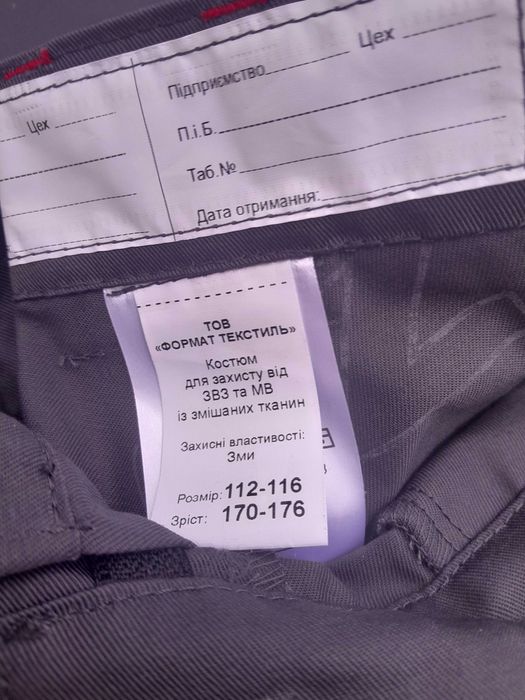 Цех
Підприємство Цех
П.і.Б.
Таб.№
Дата отримання:
ТОВ
«ФОРМАТ ТЕКСТИЛЬ»
Костюм
для захисту від
ЗВЗ та МВ
із змішаних тканин
Захисні властивості:
Зми
Розмір: 112-116
Зріст: 170-176